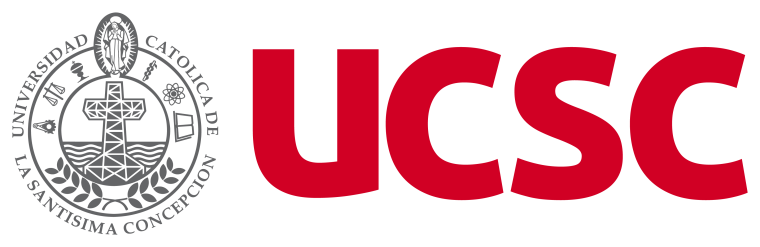 UNIVERSIDAD CATOLICA DE
LA SANTISIMA CONCEPCION
UCSC